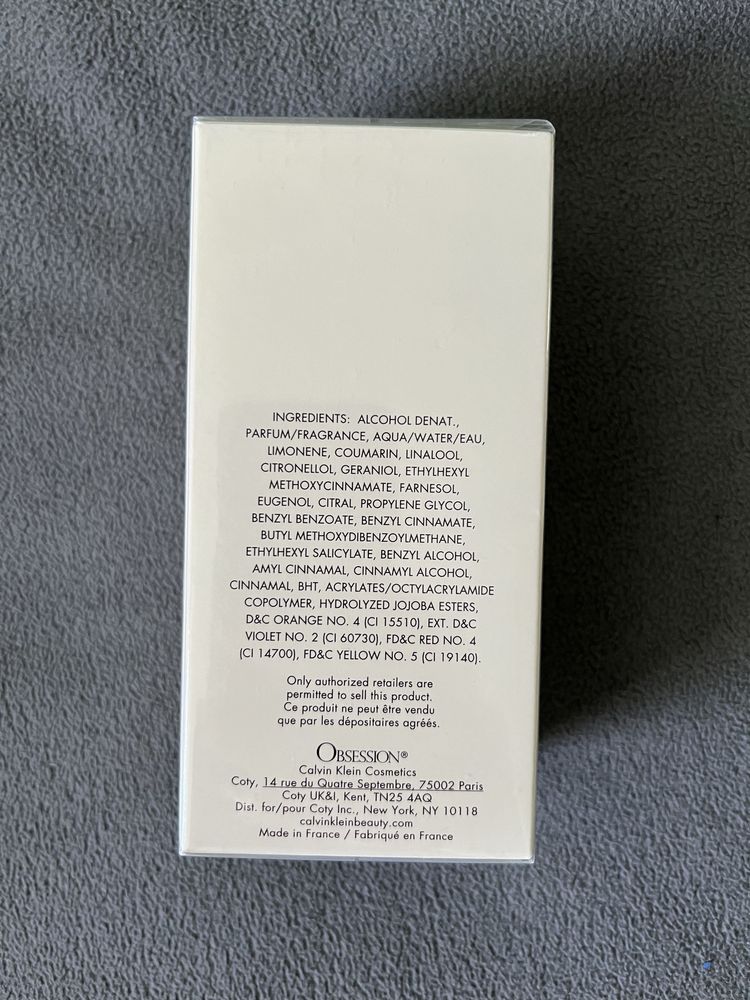 INGREDIENTS: ALCOHOL DENAT.,
PARFUM/FRAGRANCE, AQUA/WATER/EAU,
LIMONENE, COUMARIN, LINALOOL,
CITRONELLOL, GERANIOL, ETHYLHEXYL
METHOXYCINNAMATE, FARNESOL,
EUGENOL, CITRAL, PROPYLENE GLYCOL,
BENZYL BENZOATE, BENZYL CINNAMATE,
BUTYL METHOXYDIBENZOYLMETHANE,
ETHYLHEXYL SALICYLATE, BENZYL ALCOHOL,
AMYL CINNAMAL, CINNAMYL ALCOHOL,
CINNAMAL, BHT, ACRYLATES/OCTYLACRYLAMIDE
COPOLYMER, HYDROLYZED JOJOBA ESTERS,
D&C ORANGE NO. 4 (CI 15510), EXT. D&C
VIOLET NO. 2 (CI 60730), FD&C RED NO. 4
(CI 14700), FD&C YELLOW NO. 5 (CI 19140).
Only authorized retailers are
permitted to sell this product.
Ce produit ne peut être vendu
que par les dépositaires agréés.
OBSESSION®
Calvin Klein Cosmetics
Coty, 14 rue du Quatre Septembre, 75002 Paris
Coty UK&I, Kent, TN25 4AQ
Dist. for/pour Coty Inc., New York, NY 10118
calvinkleinbeauty.com
Made in France / Fabriqué en France